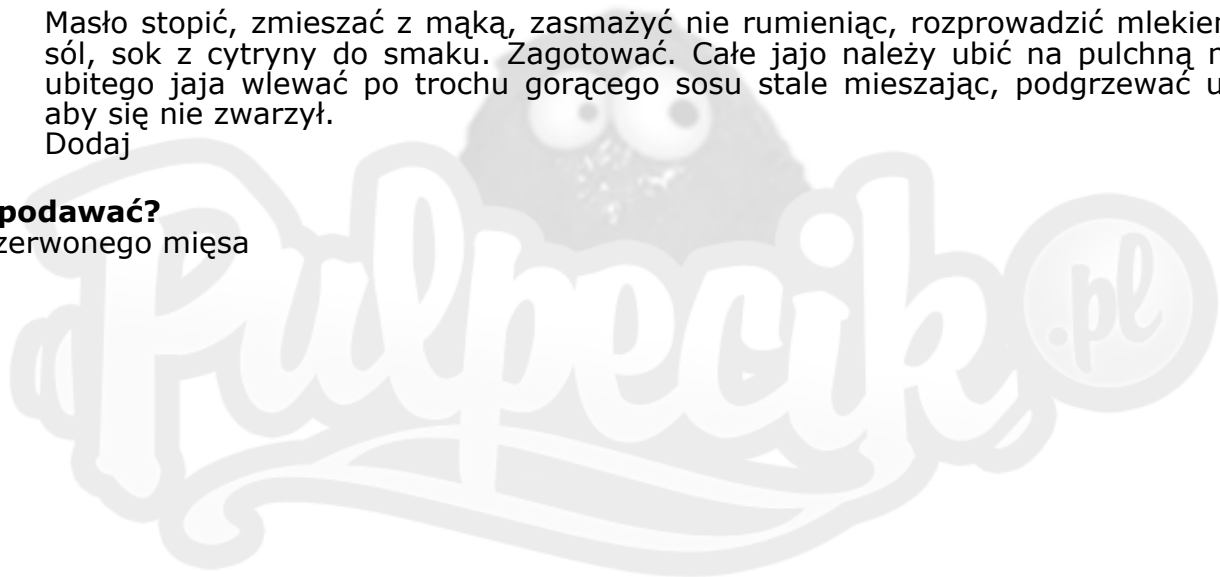 Masło stopić, zmieszać z mąką, zasmażyć nie rumieniąc, rozprowadzić
sól, sok z cytryny do smaku. Zagotować. Całe jajo należy ubić na pulchną
ubitego jaja wlewać po trochu gorącego sosu stale mieszając, podgrzewać
aby się nie zwarzył.
Dodaj
podawać?
mięsa
Pulpecik.pl